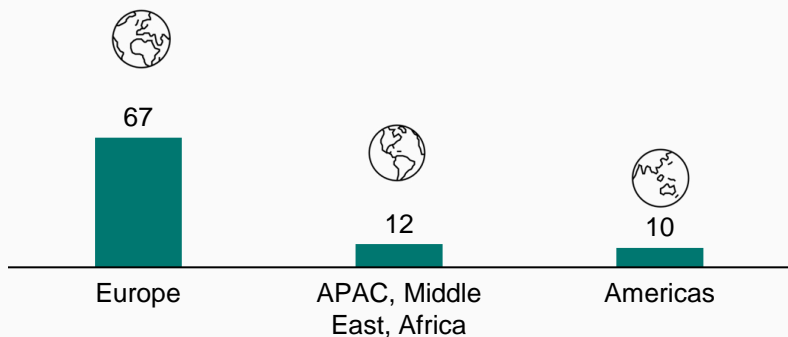 67
12
10
Europe
APAC, Middle
East, Africa
Americas